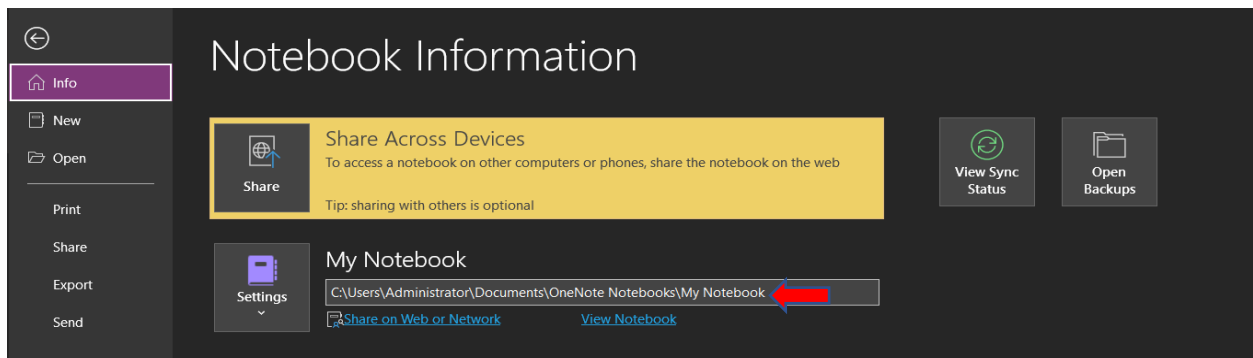 Notebook Information
Info
New
Open
Print
Share
Export
Send
Share
Share Across Devices
To access a notebook on other computers or phones, share the notebook on the web
Tip: sharing with others is optional
View Sync
Status
Open
Backups
Settings
My Notebook
C:\Users\Administrator\Documents\OneNote Notebooks\My Notebook
Share on Web or Network
View Notebook